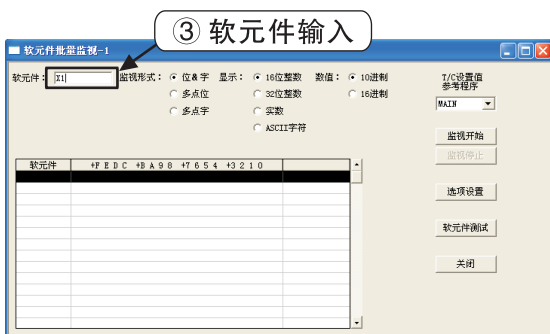 ③ 软元件输入
软元件批量监视-1
软元件： X1 监视形式： 位&字 显示： 16位整数 数值： 10进制 T/C设置值
参考程序
多点位 32位整数 16进制
MAIN
多点字 实数
ASCII字符
监视开始
监视停止
软元件 +F E D C +B A 9 8 +7 6 5 4 +3 2 1 0
选项设置
软元件测试
关闭